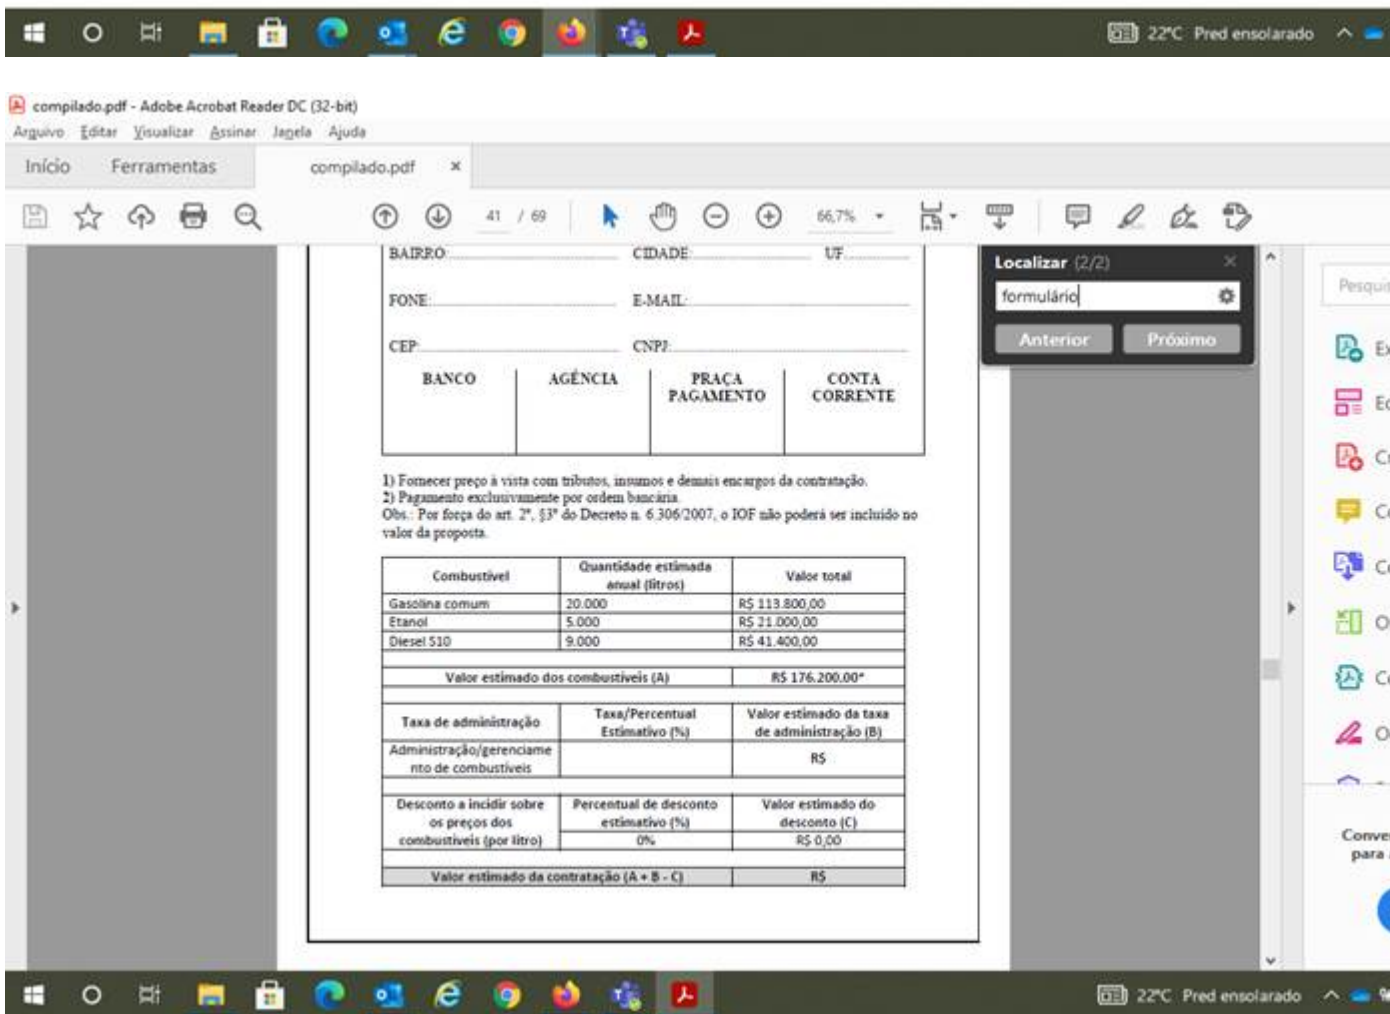 22°C Pred ensolarado
compilado.pdf - Adobe Acrobat Reader DC (32-bit)
Arquivo Editar Visualizar Assinar Janela Ajuda
Início Ferramentas compilado.pdf ×
41 / 69 66,7%
BAIRRO: CIDADE: UF
Localizar (2/2)
formulário
FONE: E-MAIL:
Anterior Próximo
CEP: CNPJ:
BANCO AGÊNCIA PRAÇA PAGAMENTO CONTA CORRENTE
1) Fornecer preço à vista com tributos, insumos e demais encargos da contratação.
2) Pagamento exclusivamente por ordem bancária.
Obs.: Por força do art. 2º, §3º do Decreto n. 6.306/2007, o IOF não poderá ser incluído no
valor da proposta.
Combustível Quantidade estimada anual (litros) Valor total
Gasolina comum 20.000 R$ 113.800,00
Etanol 5.000 R$ 21.000,00
Diesel S10 9.000 R$ 41.400,00
Valor estimado dos combustíveis (A) R$ 176.200.00*
Taxa de administração Taxa/Percentual Estimativo (%) Valor estimado da taxa de administração (B)
Administração/gerenciame
nto de combustíveis R$
Desconto a incidir sobre os preços dos combustíveis (por litro) Percentual de desconto estimativo (%) Valor estimado do desconto (C)
0% R$ 0,00
Valor estimado da contratação (A + B - C) R$
22°C Pred ensolarado